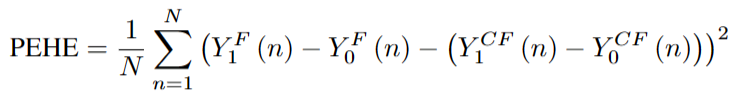 PEHE = \frac{1}{N} \sum_{n=1}^{N} \left( Y_1^F (n) - Y_0^F (n) - \left( Y_1^{CF} (n) - Y_0^{CF} (n) \right) \right)^2